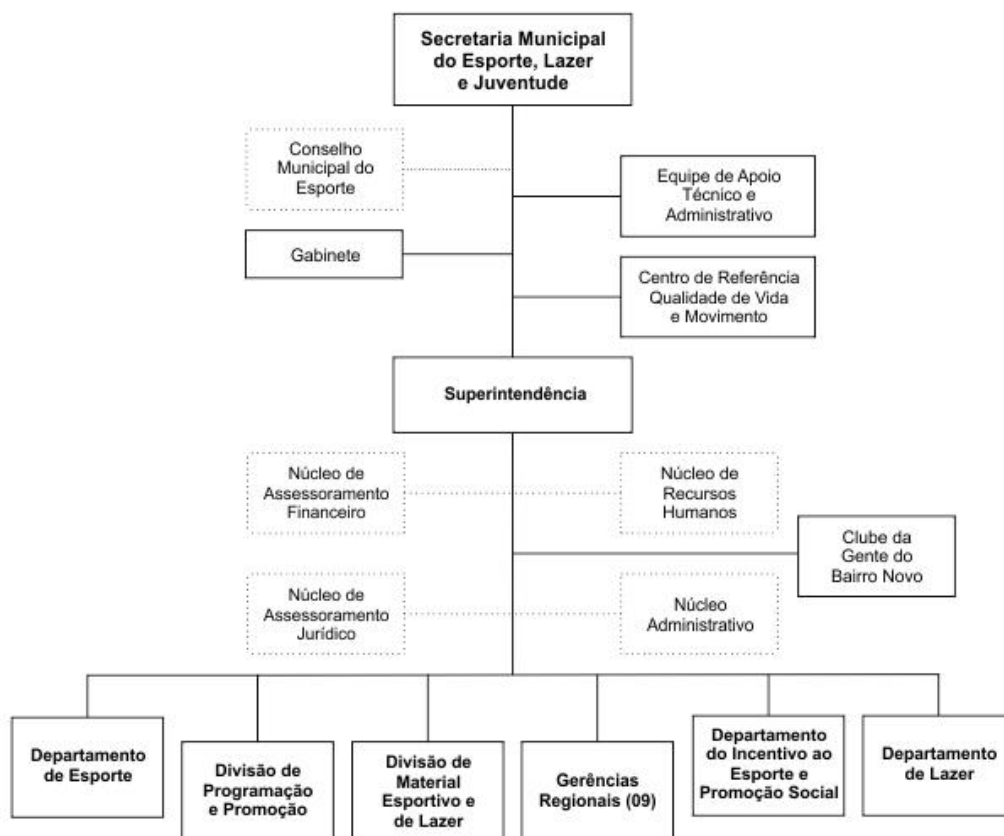 Secretaria Municipal
do Esporte, Lazer
e Juventude
Conselho
Municipal do
Esporte
Equipe de Apoio
Técnico e
Administrativo
Gabinete
Centro de Referência
Qualidade de Vida
e Movimento
Superintendência
Núcleo de
Assessoramento
Financeiro
Núcleo de
Recursos
Humanos
Clube da
Gente do
Bairro Novo
Núcleo de
Assessoramento
Jurídico
Núcleo
Administrativo
Departamento
de Esporte
Divisão de
Programação
e Promoção
Divisão de
Material
Esportivo e
de Lazer
Gerências
Regionais (09)
Departamento
do Incentivo ao
Esporte e
Promoção Social
Departamento
de Lazer